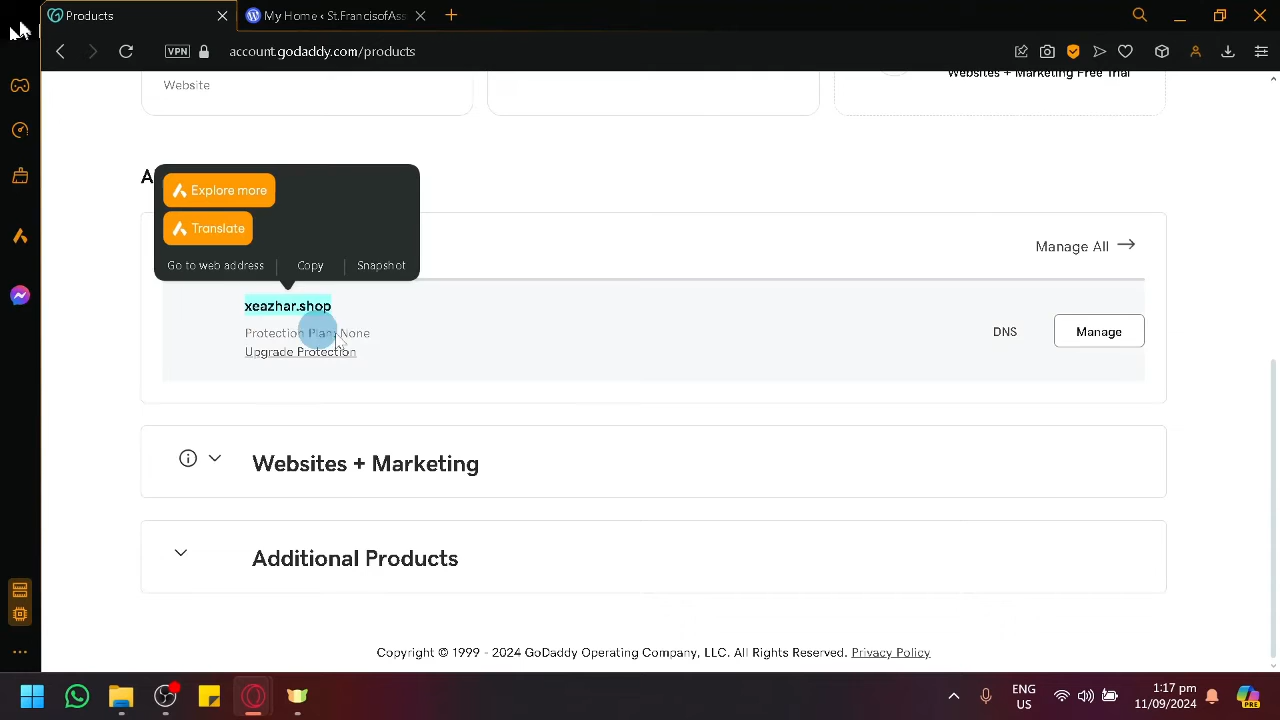 Products
My Home ‹ St.FrancisofAss
VPN
account.godaddy.com/products
Website
Websites + Marketing Free Trial
A
Explore more
Translate
Go to web address
Copy
Snapshot
Manage All
xeazhar.shop
Protection Plan: None
Upgrade Protection
DNS
Manage
Websites + Marketing
Additional Products
Copyright © 1999 - 2024 GoDaddy Operating Company, LLC. All Rights Reserved. Privacy Policy
ENG
US
1:17 pm
11/09/2024
PRE